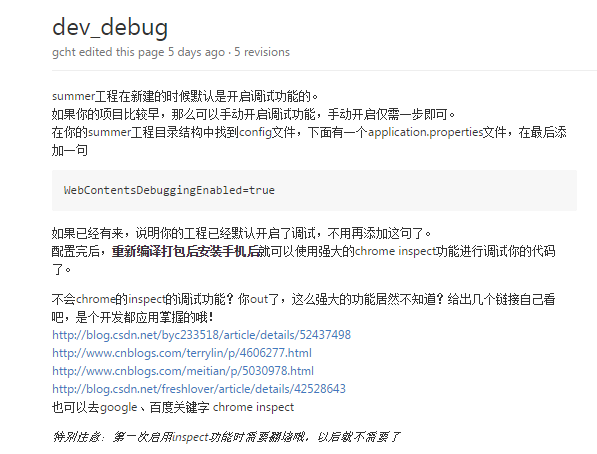 dev_debug
gcht edited this page 5 days ago · 5 revisions
summer工程在新建的时候默认是开启调试功能的。
如果你的项目比较早，那么可以手动开启调试功能，手动开启仅需一步即可。
在你的summer工程目录结构中找到config文件，下面有一个application.properties文件，在最后添
加一句
WebContentsDebuggingEnabled=true
如果已经有来，说明你的工程已经默认开启了调试，不用再添加这句了。
配置完后，重新编译打包后安装手机后就可以使用强大的chrome inspect功能进行调试你的代码
了。
不会chrome的inspect的调试功能？你out了，这么强大的功能居然不知道？给出几个链接自己看
吧，是个开发都应用掌握的哦！
http://blog.csdn.net/byc233518/article/details/52437498
http://www.cnblogs.com/terrylin/p/4606277.html
http://www.cnblogs.com/meitian/p/5030978.html
http://blog.csdn.net/freshlover/article/details/42528643
也可以去google、百度关键字 chrome inspect
特别注意：第一次启用inspect功能时需要翻墙哦，以后就不需要了